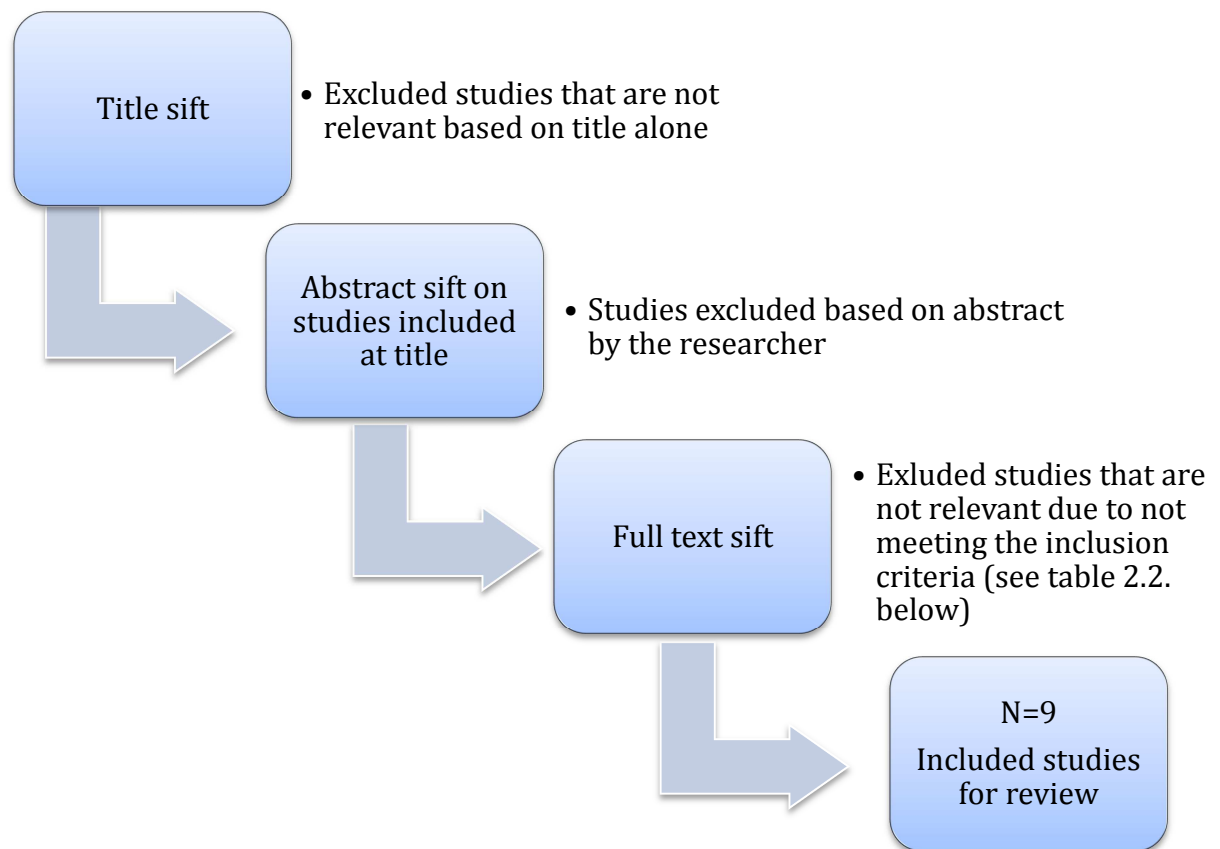 Title sift
• Excluded studies that are not
relevant based on title alone
Abstract sift on
studies included
at title
• Studies excluded based on abstract
by the researcher
Full text sift
• Exluded studies that are
not relevant due to not
meeting the inclusion
criteria (see table 2.2.
below)
N=9
Included studies
for review